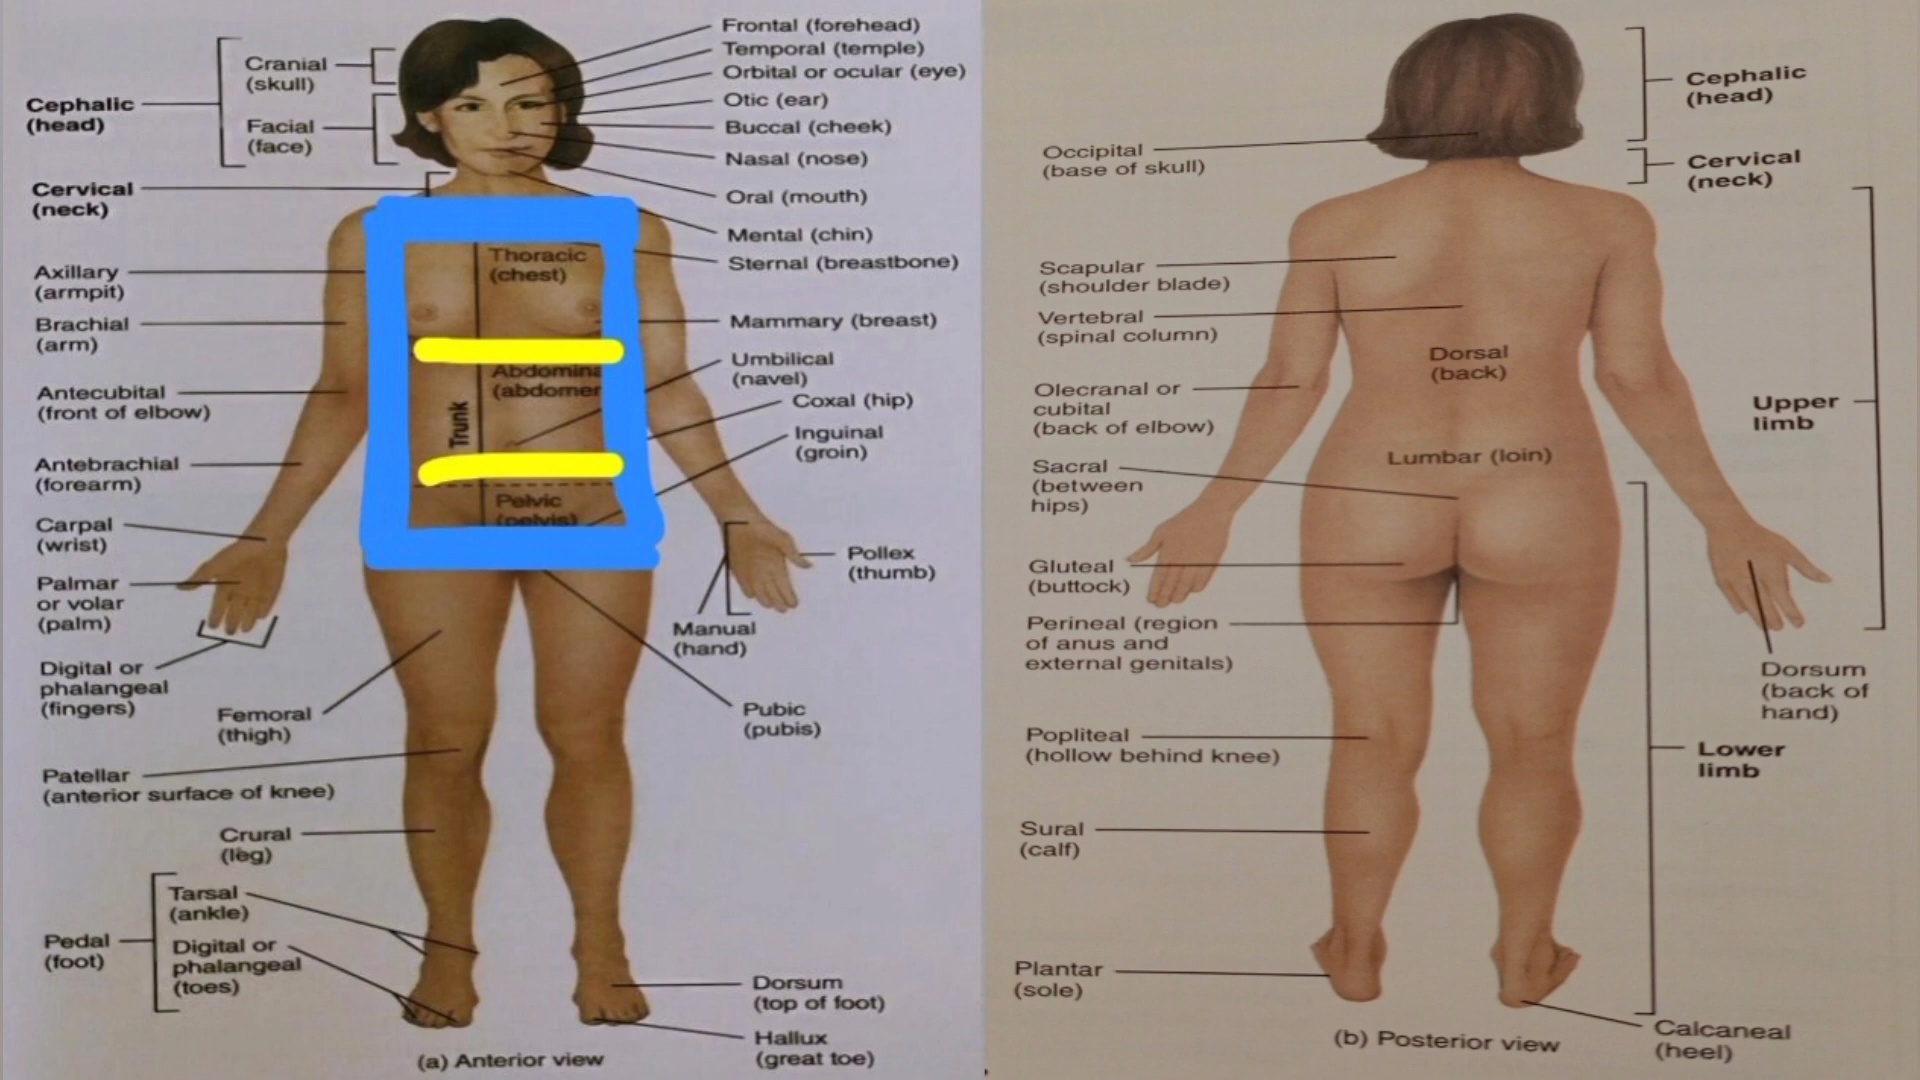 Cranial
(skull)
Cephalic
(head)
Facial
(face)
Cervical
(neck)
Axillary
(armpit)
Brachial
(arm)
Antecubital
(front of elbow)
Antebrachial
(forearm)
Carpal
(wrist)
Palmar
or volar
(palm)
Digital or
phalangeal
(fingers)
Femoral
(thigh)
Patellar
(anterior surface of knee)
Crural
(leg)
Tarsal
(ankle)
Pedal
(foot)
Digital or
phalangeal
(toes)
Frontal (forehead)
Temporal (temple)
Orbital or ocular (eye)
Otic (ear)
Buccal (cheek)
Nasal (nose)
Oral (mouth)
Mental (chin)
Sternal (breastbone)
Thoracic
(chest)
Mammary (breast)
Abdomina
(abdomer
Trunk
Umbilical
(navel)
Coxal (hip)
Inguinal
(groin)
Pelvic
(pelvis)
Pollex
(thumb)
Manual
(hand)
Pubic
(pubis)
Dorsum
(top of foot)
Hallux
(great toe)
(a) Anterior view
Cephalic
(head)
Occipital
(base of skull)
Cervical
(neck)
Scapular
(shoulder blade)
Vertebral
(spinal column)
Dorsal
(back)
Olecranal or
cubital
(back of elbow)
Upper
limb
Lumbar (loin)
Sacral
(between
hips)
Gluteal
(buttock)
Perineal (region
of anus and
external genitals)
Dorsum
(back of
hand)
Popliteal
(hollow behind knee)
Lower
limb
Sural
(calf)
Plantar
(sole)
Calcaneal
(heel)
(b) Posterior view